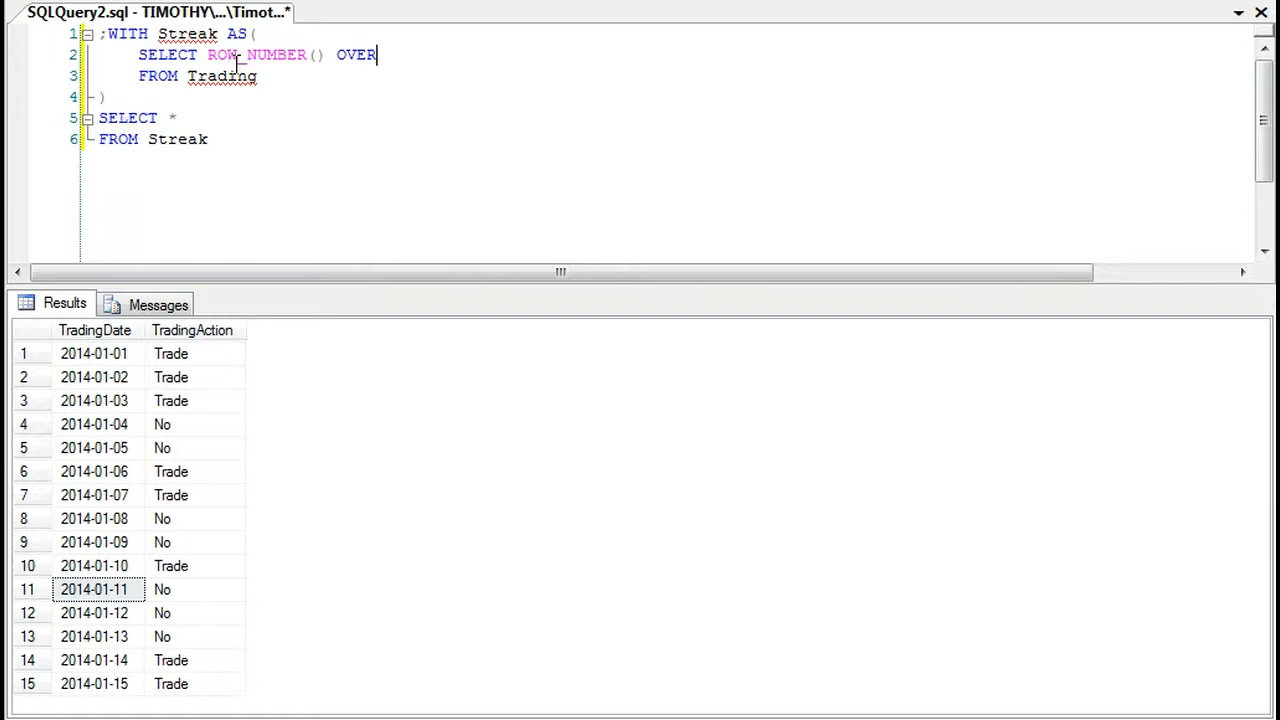 SQLQuery2.sql - TIMOTHY\...\Timot...*
1 ;WITH Streak AS(
2 SELECT ROW_NUMBER() OVER
3 FROM Trading
4 )
5 SELECT *
6 FROM Streak
Results Messages
TradingDate TradingAction
1 2014-01-01 Trade
2 2014-01-02 Trade
3 2014-01-03 Trade
4 2014-01-04 No
5 2014-01-05 No
6 2014-01-06 Trade
7 2014-01-07 Trade
8 2014-01-08 No
9 2014-01-09 No
10 2014-01-10 Trade
11 2014-01-11 No
12 2014-01-12 No
13 2014-01-13 No
14 2014-01-14 Trade
15 2014-01-15 Trade